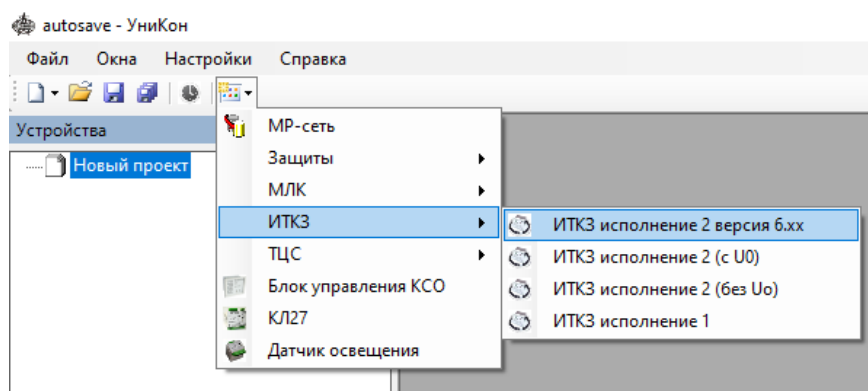 autosave - УниКон
Файл Окна Настройки Справка
Устройства
Новый проект
МР-сеть
Защиты
МЛК
ИТКЗ
ТЦС
Блок управления КСО
КЛ27
Датчик освещения
ИТКЗ исполнение 2 версия 6.xx
ИТКЗ исполнение 2 (с U0)
ИТКЗ исполнение 2 (без Uo)
ИТКЗ исполнение 1